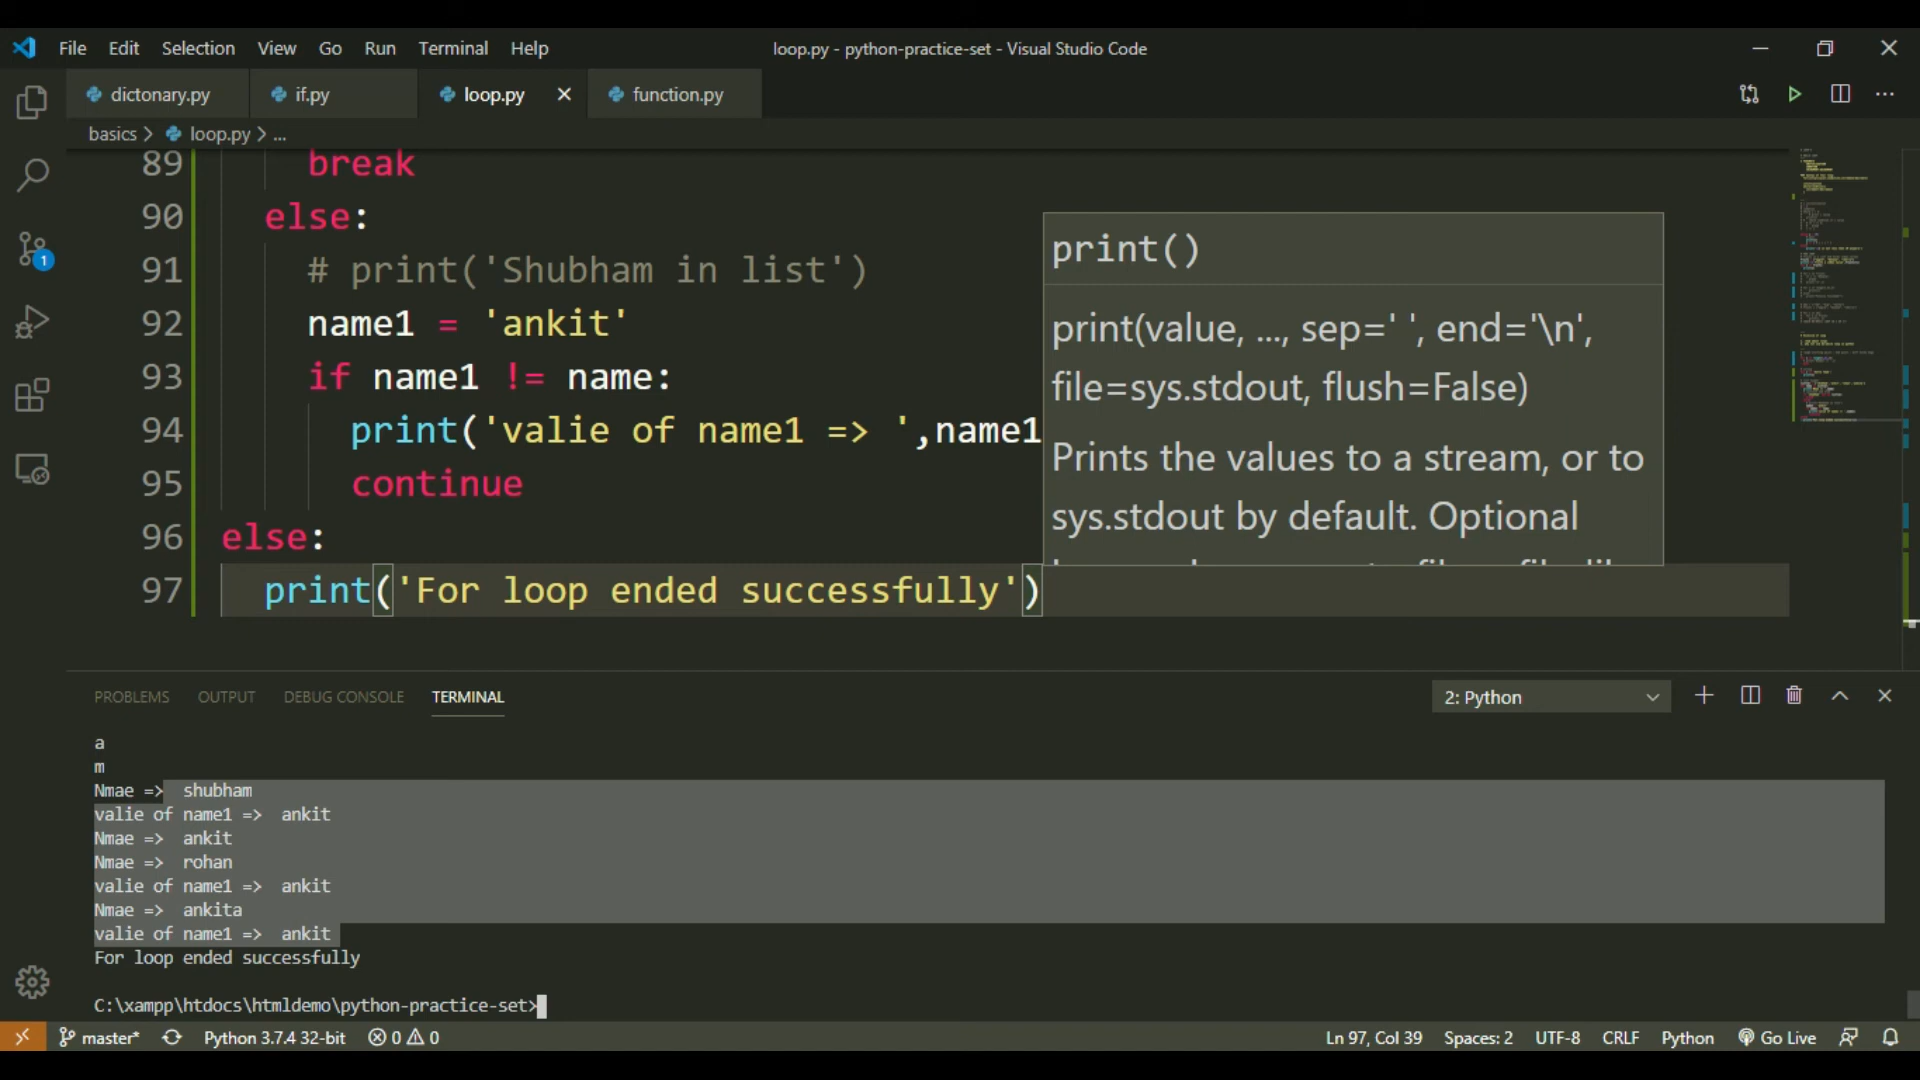 File Edit Selection View Go Run Terminal Help
loop.py - python-practice-set - Visual Studio Code
dictonary.py if.py loop.py function.py
basics > loop.py > ...
89 break
90 else:
91 # print('Shubham in list')
92 name1 = 'ankit'
93 if name1 != name:
94 print('valie of name1 => ',name1
95 continue
96 else:
97 print('For loop ended successfully')
print()
print(value, ..., sep=' ', end='\n',
file=sys.stdout, flush=False)
Prints the values to a stream, or to
sys.stdout by default. Optional
1
PROBLEMS OUTPUT DEBUG CONSOLE TERMINAL
2: Python
a
m
Nmae => shubham
valie of name1 => ankit
Nmae => ankit
Nmae => rohan
valie of name1 => ankit
Nmae => ankita
valie of name1 => ankit
For loop ended successfully
C:\xampp\htdocs\htmldemo\python-practice-set>
master* Python 3.7.4 32-bit 0 0 Ln 97, Col 39 Spaces: 2 UTF-8 CRLF Python Go Live